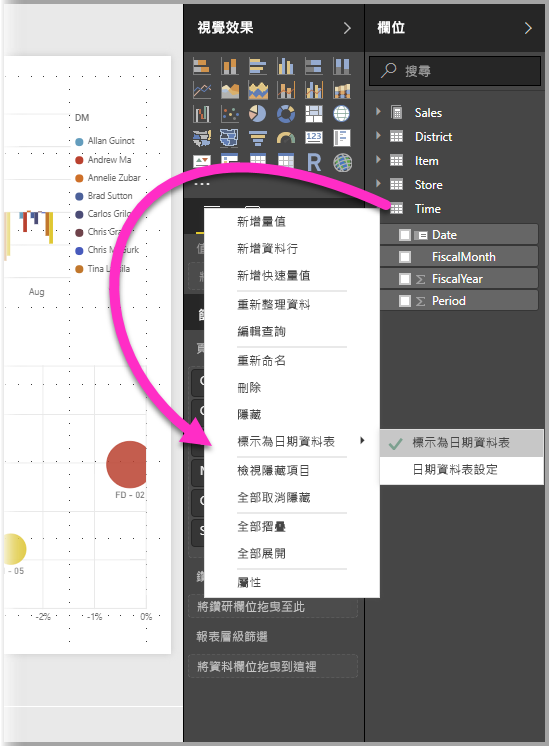 DM
Allan Guinot
Andrew Ma
Annelie Zubar
Brad Sutton
Carlos Grilo
Chris Gra
Chris McGurk
Tina Lassila
Aug
FD - 02
- 05
-2%
-1%
0%
視覺效果
123
R
新增量值
新增資料行
新增快速量值
重新整理資料
編輯查詢
重新命名
刪除
隱藏
標示為日期資料表
檢視隱藏項目
全部取消隱藏
全部摺疊
全部展開
屬性
將鑽研欄位拖曳至此
報表層級篩選
將資料欄位拖曳到這裡
欄位
搜尋
Sales
District
Item
Store
Time
Date
FiscalMonth
FiscalYear
Period
標示為日期資料表
日期資料表設定